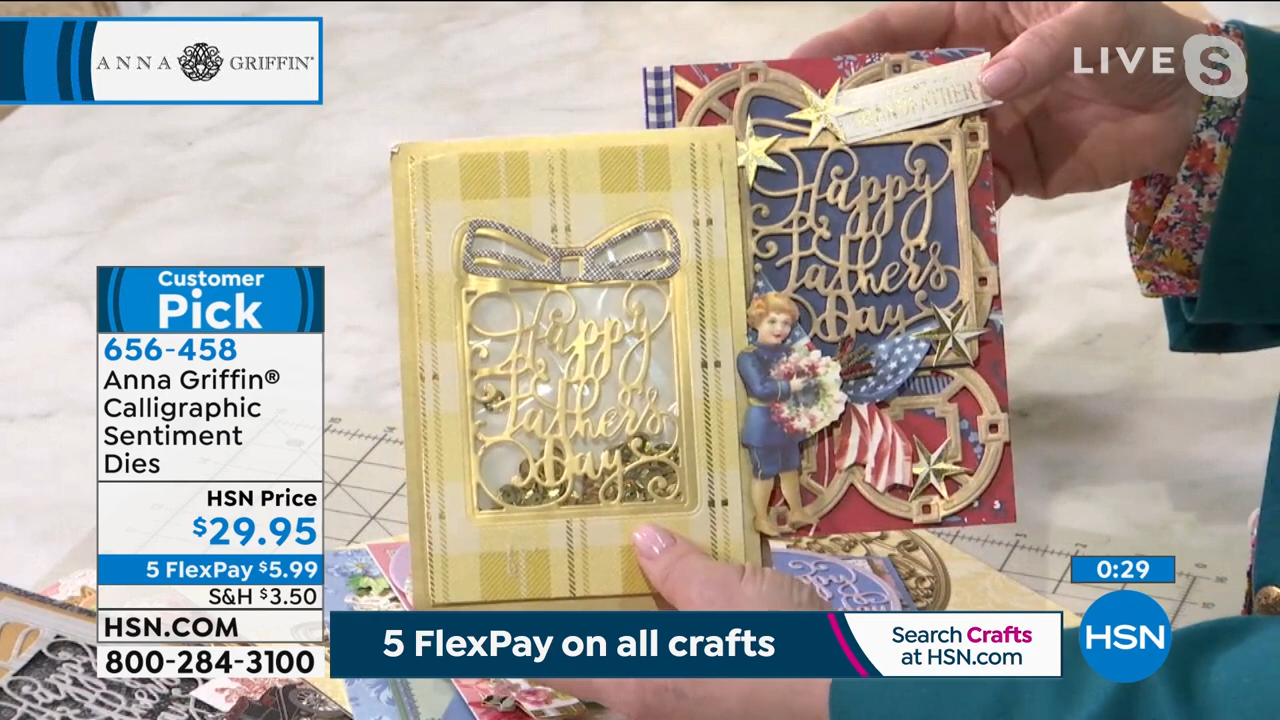 ANNA GRIFFIN®
LIVE S
GRANDFATHER
Happy
Father's
Day
Happy
Father's
Day
Customer
Pick
656-458
Anna Griffin®
Calligraphic
Sentiment
Dies
HSN Price
$29.95
5 FlexPay $5.99
S&H $3.50
HSN.COM
800-284-3100
5 FlexPay on all crafts
Search Crafts
at HSN.com
0:29
HSN